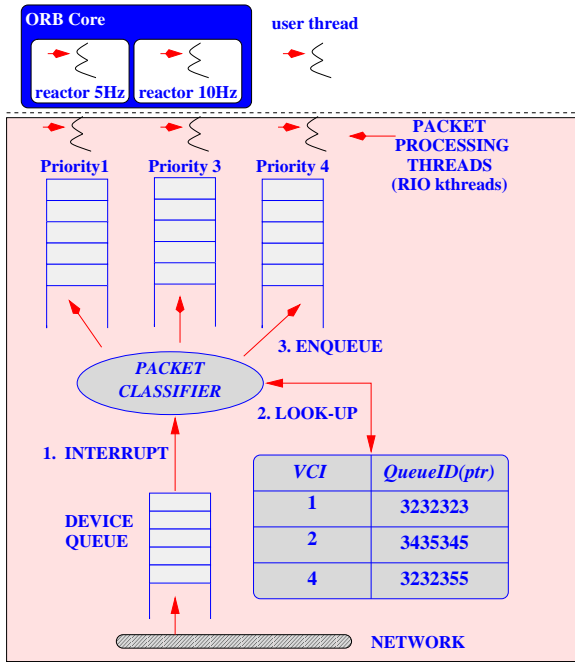 ORB Core
user thread
reactor 5Hz
reactor 10Hz
PACKET
PROCESSING
THREADS
(RIO kthreads)
Priority1
Priority 3
Priority 4
3. ENQUEUE
PACKET
CLASSIFIER
2. LOOK-UP
1. INTERRUPT
VCI
QueueID(ptr)
1
3232323
2
3435345
4
3232355
DEVICE
QUEUE
NETWORK